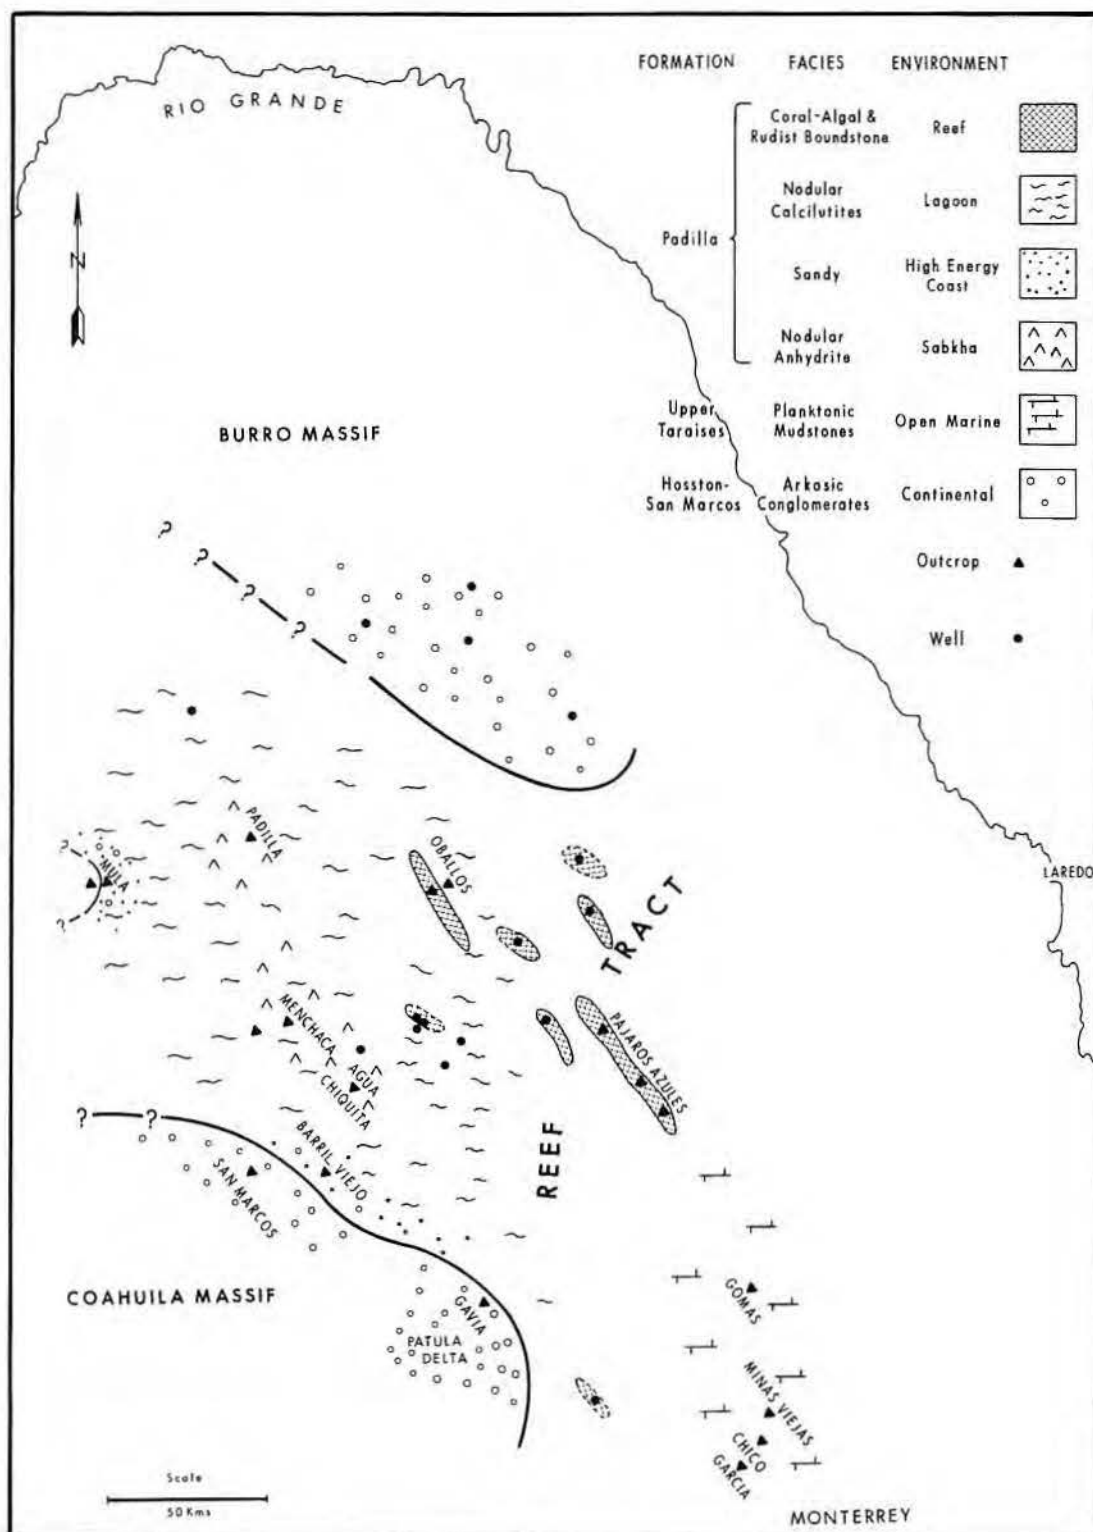 FORMATION FACIES ENVIRONMENT
Coral-Algal &
Rudist Boundstone
Reef
Nodular
Calcilutites
Lagoon
Padilla
Sandy
High Energy
Coast
Nodular
Anhydrite
Sabkha
Upper
Taraises
Planktonic
Mudstones
Open Marine
Hosston-
San Marcos
Arkosic
Conglomerates
Continental
Outcrop
Well
RIO GRANDE
N
BURRO MASSIF
? ? ? ?
PADILLA
?
MULA
?
OBALLOS
LAREDO
REEF TRACT
MENCHACA
AGUA
CHIQUITA
PAJAROS AZULES
? ?
BARRIL VIEJO
SAN MARCOS
COAHUILA MASSIF
GAVIA
PATULA
DELTA
GOMAS
MINAS VIEJAS
CHICO
GARCIA
Scale
50 Kms
MONTERREY